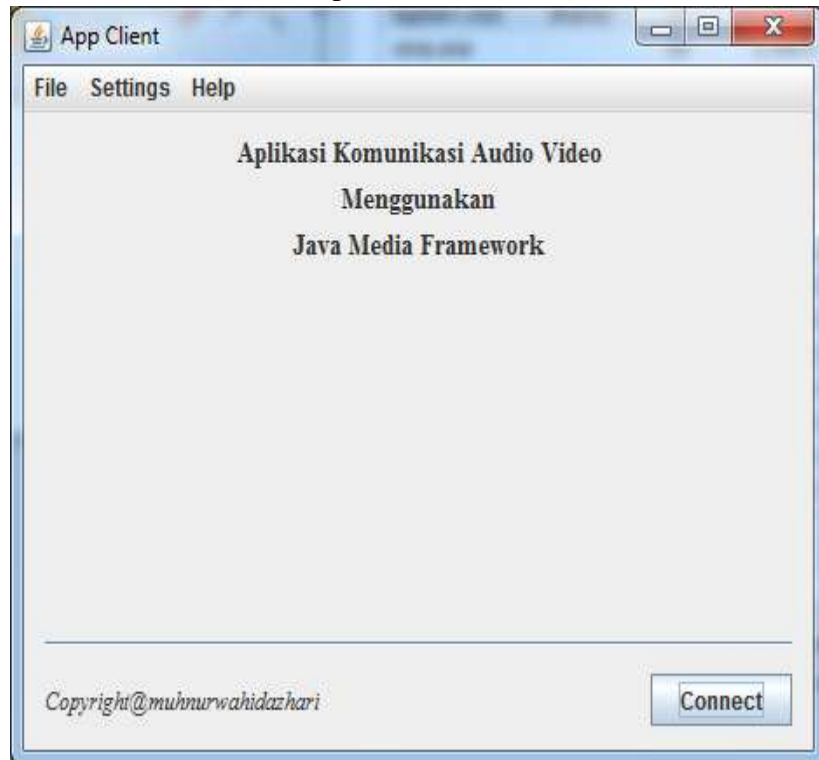 App Client
File Settings Help
Aplikasi Komunikasi Audio Video
Menggunakan
Java Media Framework
Copyright@muhnurwahidazhari
Connect